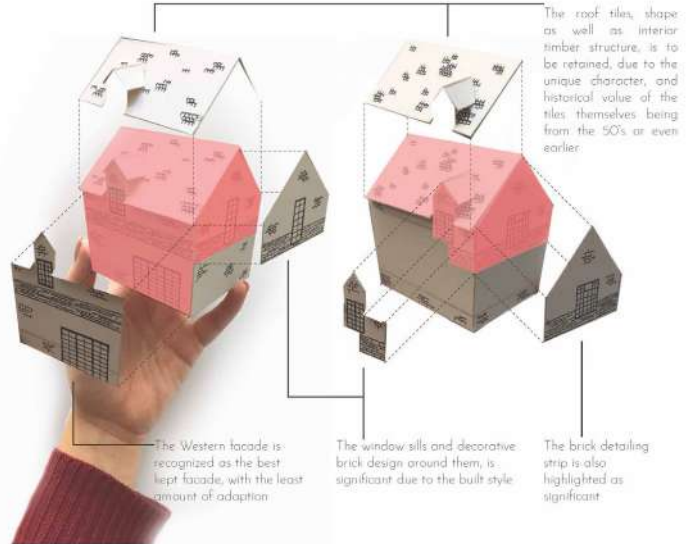 The roof tiles, shape
as well as interior
timber structure, is to
be retained, due to the
unique character, and
historical value of the
tiles themselves being
from the 50's or even
earlier
The Western facade is
recognized as the best
kept facade, with the least
amount of adaption
The window sills and decorative
brick design around them, is
significant due to the built style
The brick detailing
strip is also
highlighted as
significant